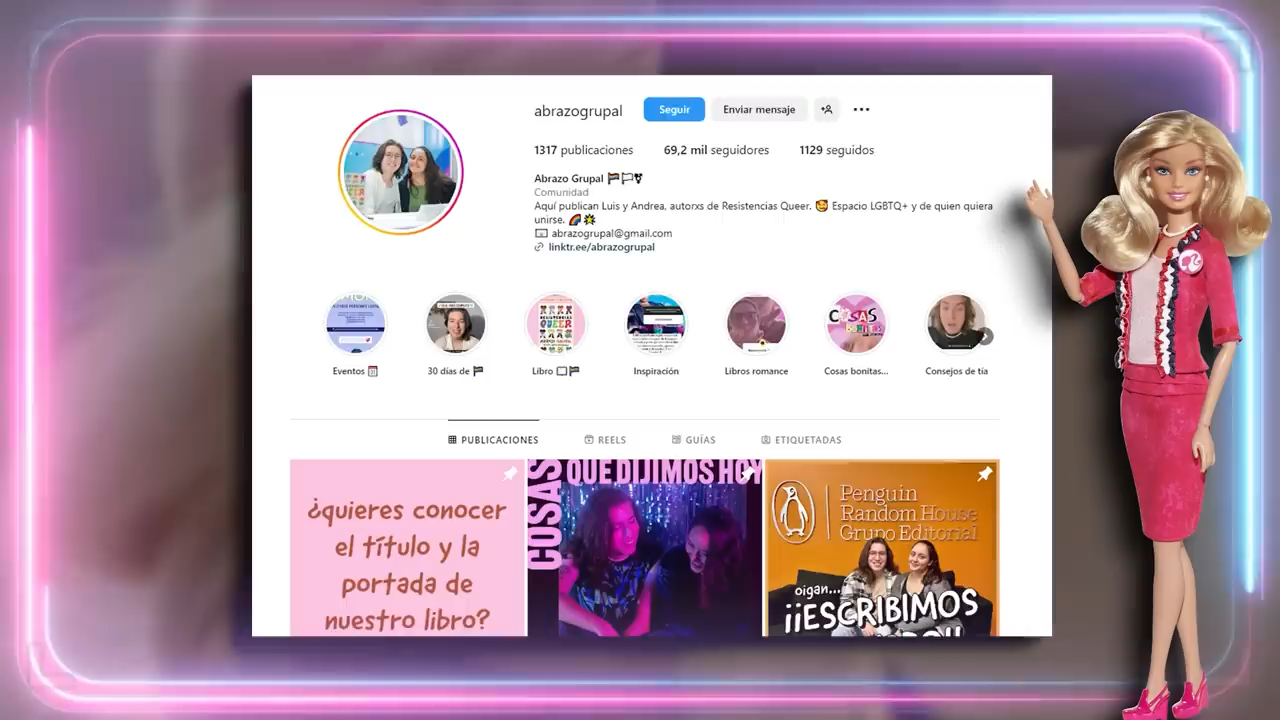 abrazogrupal
Seguir
Enviar mensaje
1317 publicaciones
69,2 mil seguidores
1129 seguidos
Abrazo Grupal
Comunidad
Aquí publican Luis y Andrea, autorxs de Resistencias Queer. 🥰 Espacio LGBTQ+ y de quien quiera
unirse. 🌈
abrazogrupal@gmail.com
linktr.ee/abrazogrupal
Eventos
30 días de
Libro
Inspiración
Libros romance
Cosas bonitas...
Consejos de tía
QUEER
COSAS
PUBLICACIONES
REELS
GUÍAS
ETIQUETADAS
¿quieres conocer
el título y la
portada de
nuestro libro?
COSAS
QUE DIJIMOS HOY
Penguin
Random House
Grupo Editorial
oigan...
¡¡ESCRIBIMOS